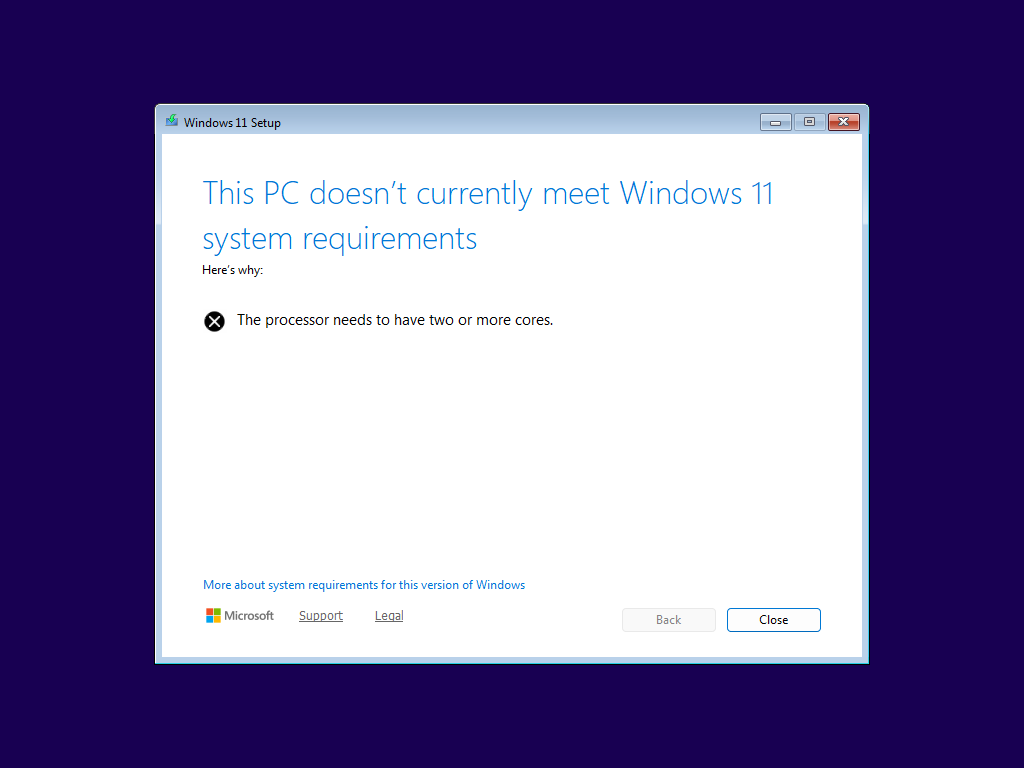 Windows 11 Setup
This PC doesn't currently meet Windows 11
system requirements
Here's why:
The processor needs to have two or more cores.
More about system requirements for this version of Windows
Microsoft Support Legal
Back Close